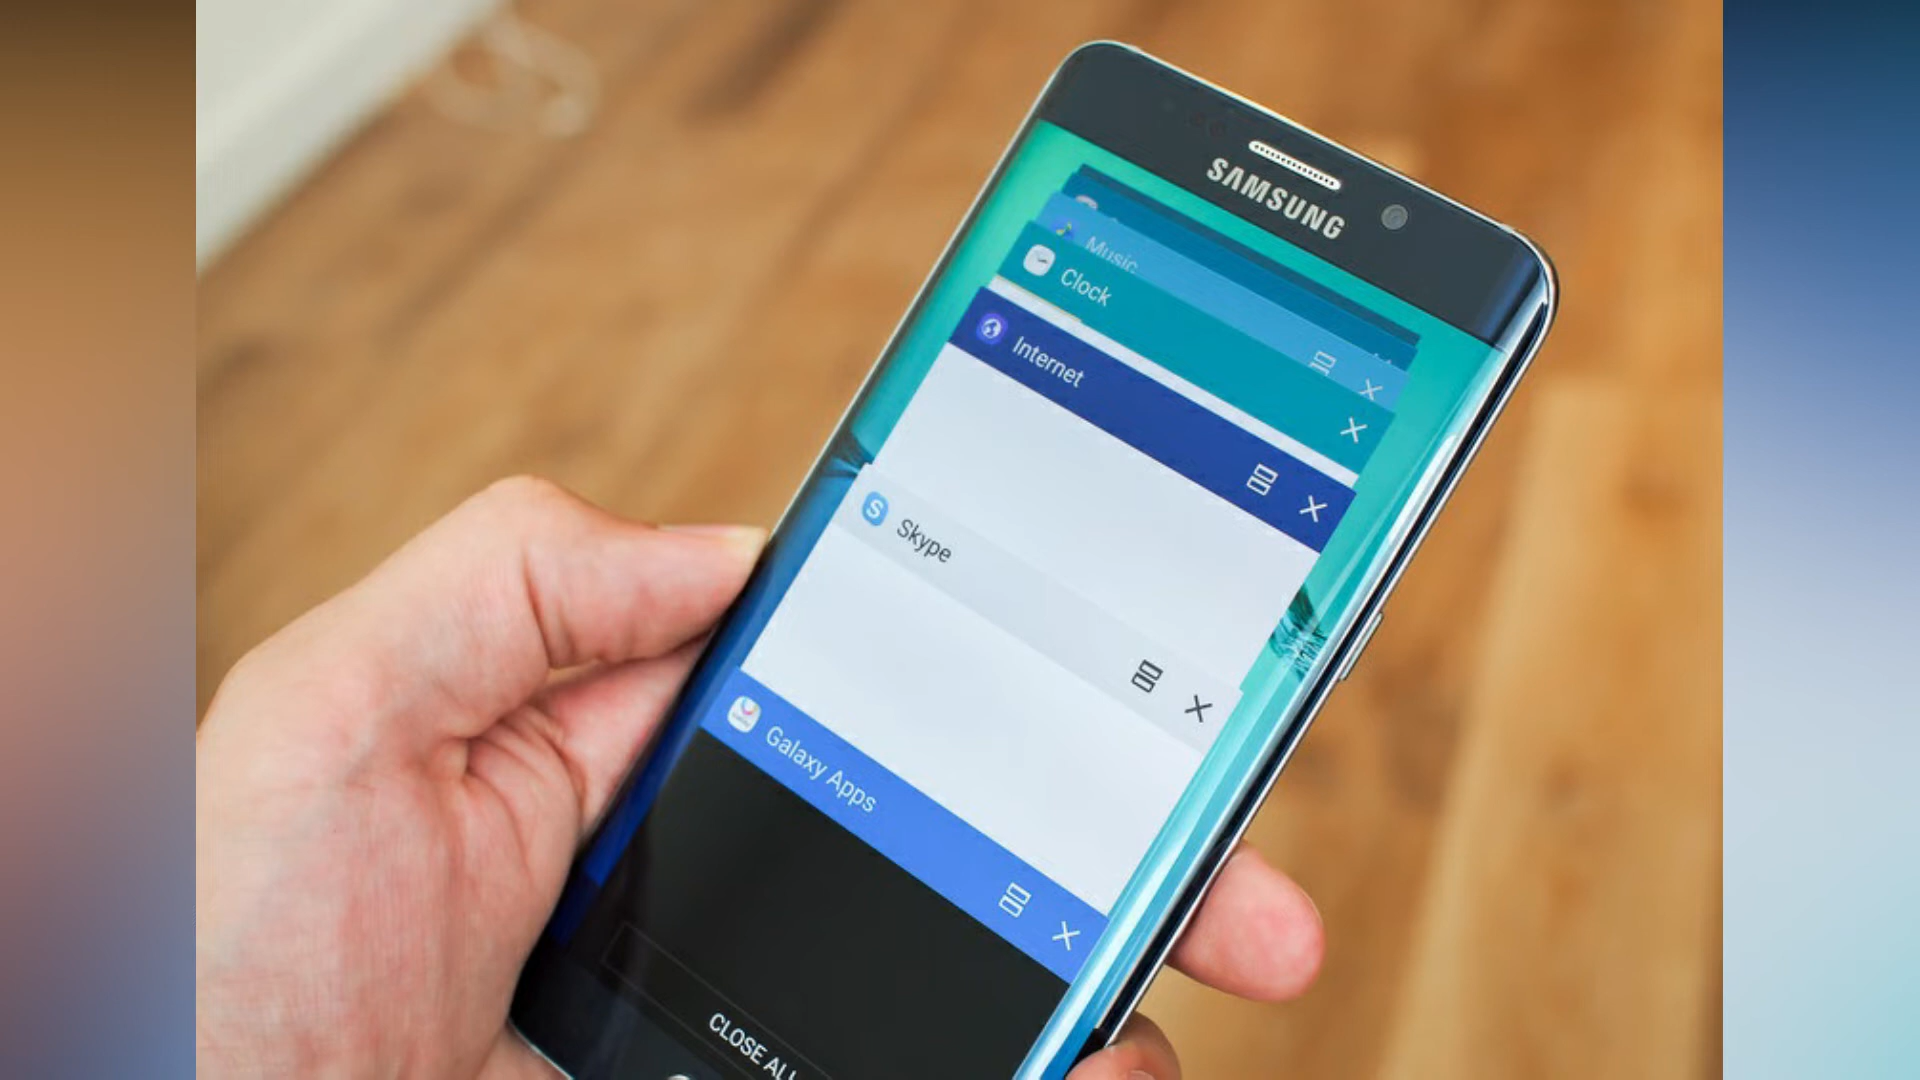 SAMSUNG
Music
Clock
Internet
Skype
Galaxy Apps
CLOSE ALL